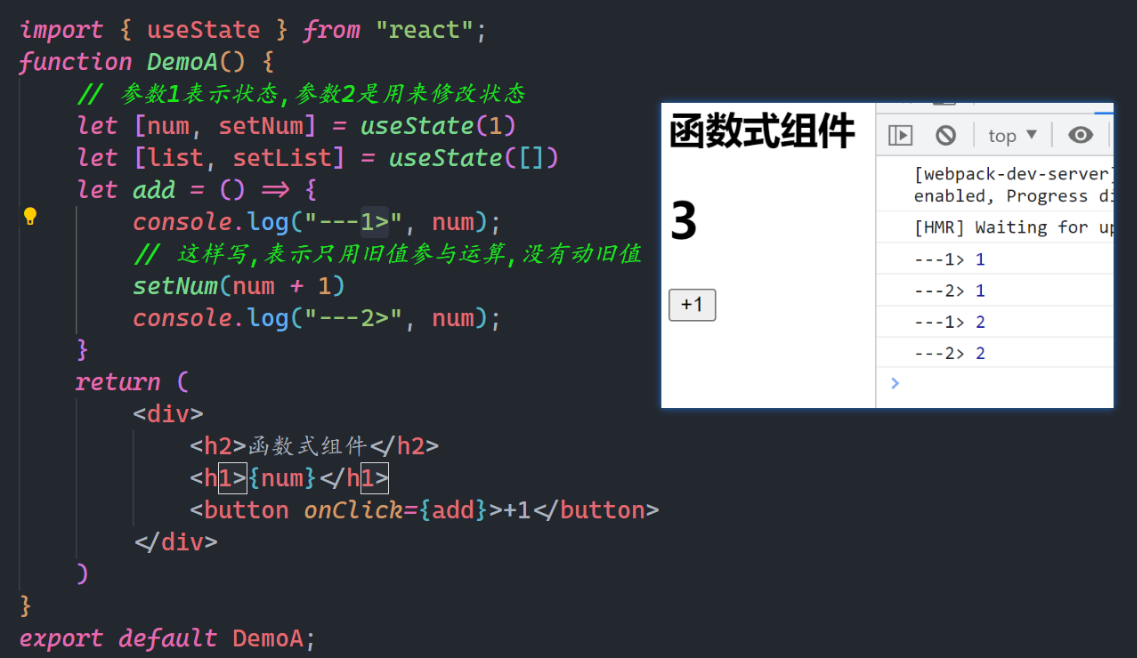 import { useState } from "react";
function DemoA() {
// 参数1表示状态,参数2是用来修改状态
let [num, setNum] = useState(1)
let [list, setList] = useState([])
let add = () => {
console.log("---1>", num);
// 这样写,表示只用旧值参与运算,没有动旧值
setNum(num + 1)
console.log("---2>", num);
}
return (
<div>
<h2>函数式组件</h2>
<h1>{num}</h1>
<button onClick={add}>+1</button>
</div>
)
}
export default DemoA;
函数式组件
3
+1
top
[webpack-dev-server]
enabled, Progress
[HMR] Waiting for
---1> 1
---2> 1
---1> 2
---2> 2
>